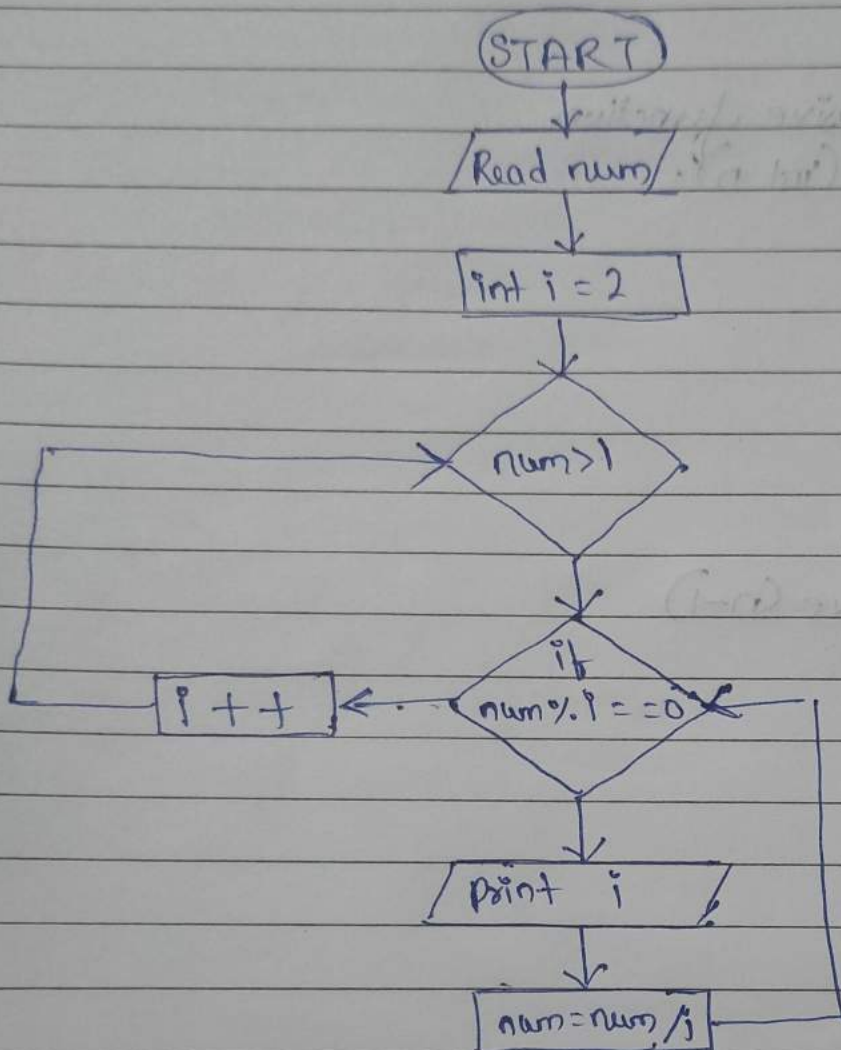 START
Read num
int i = 2
num>1
if
num%i==0
i++
print i
num=num/i